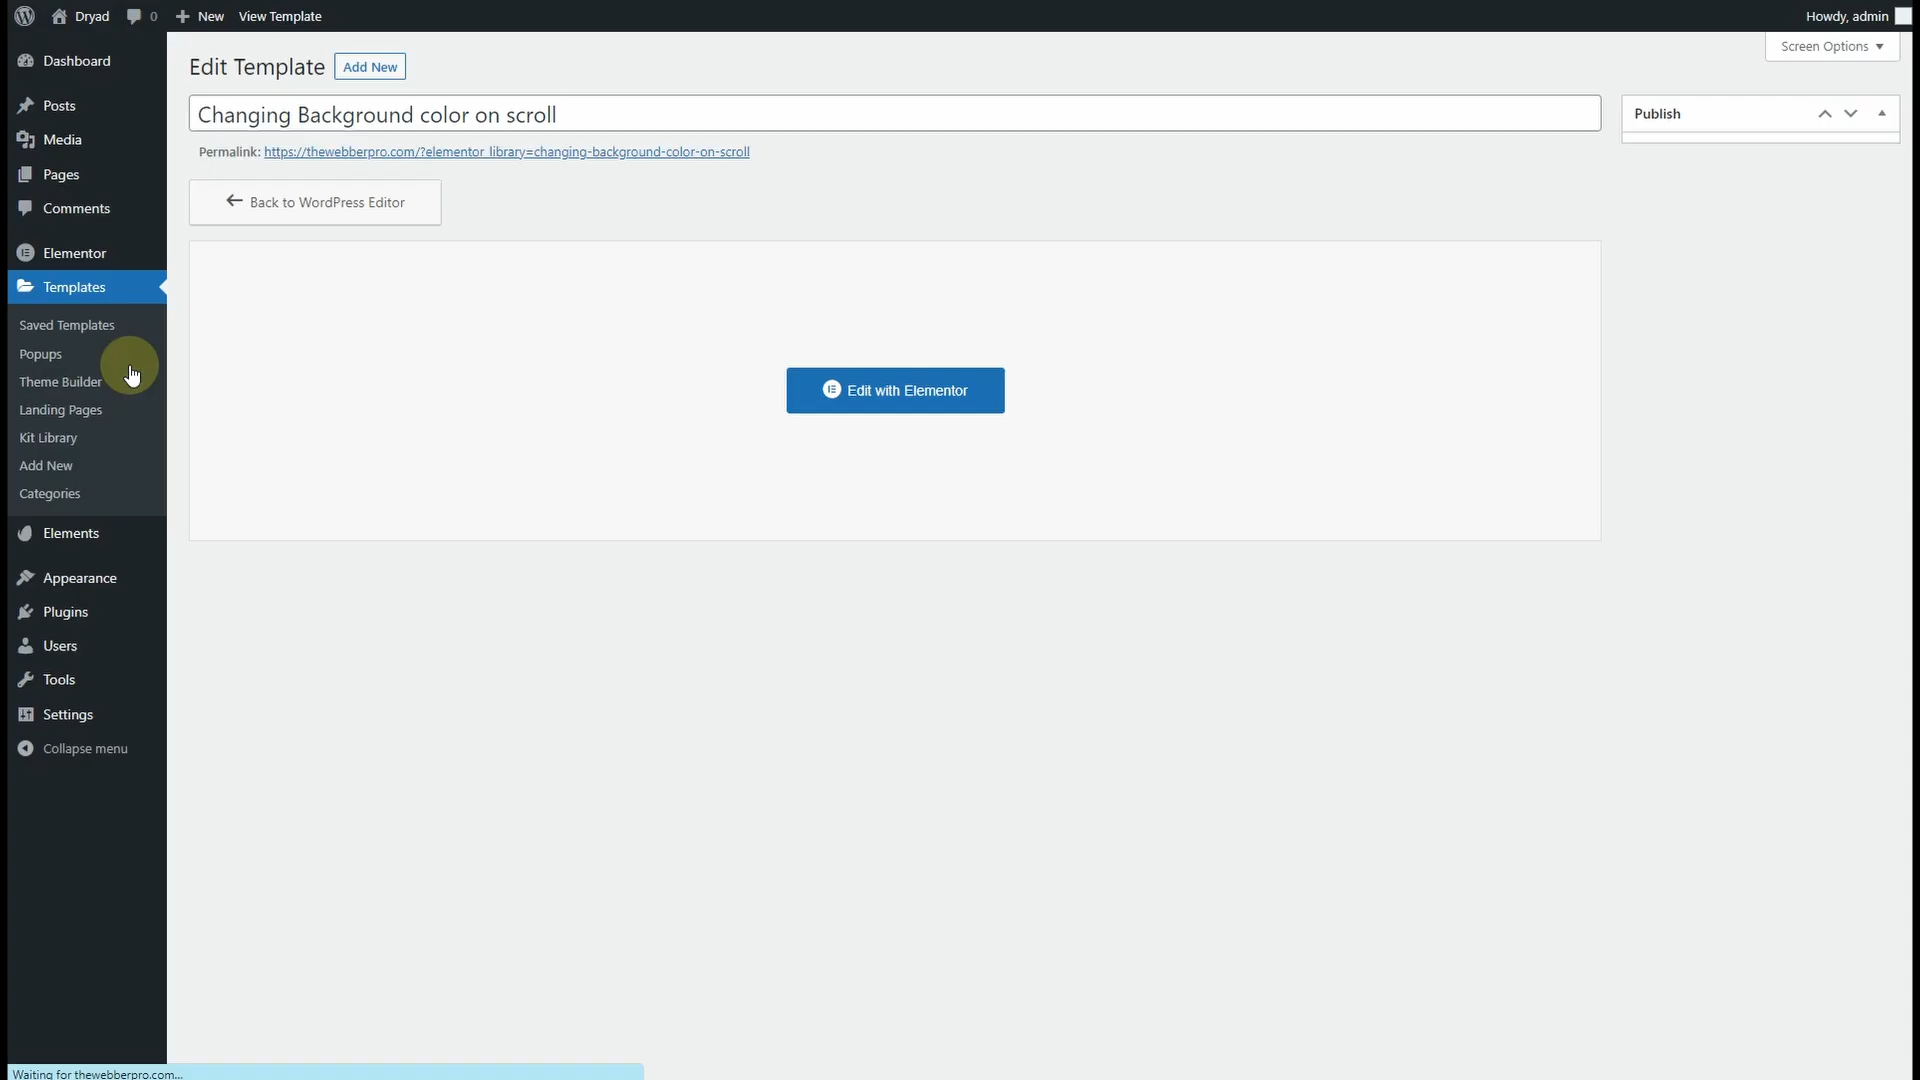 Dryad
0
New
View Template
Howdy, admin
Screen Options
Dashboard
Posts
Media
Pages
Comments
Elementor
Templates
Saved Templates
Popups
Theme Builder
Landing Pages
Kit Library
Add New
Categories
Elements
Appearance
Plugins
Users
Tools
Settings
Collapse menu
Edit Template
Add New
Changing Background color on scroll
Permalink: https://thewebberpro.com/?elementor_library=changing-background-color-on-scroll
Back to WordPress Editor
Edit with Elementor
Publish
Waiting for thewebberpro.com...